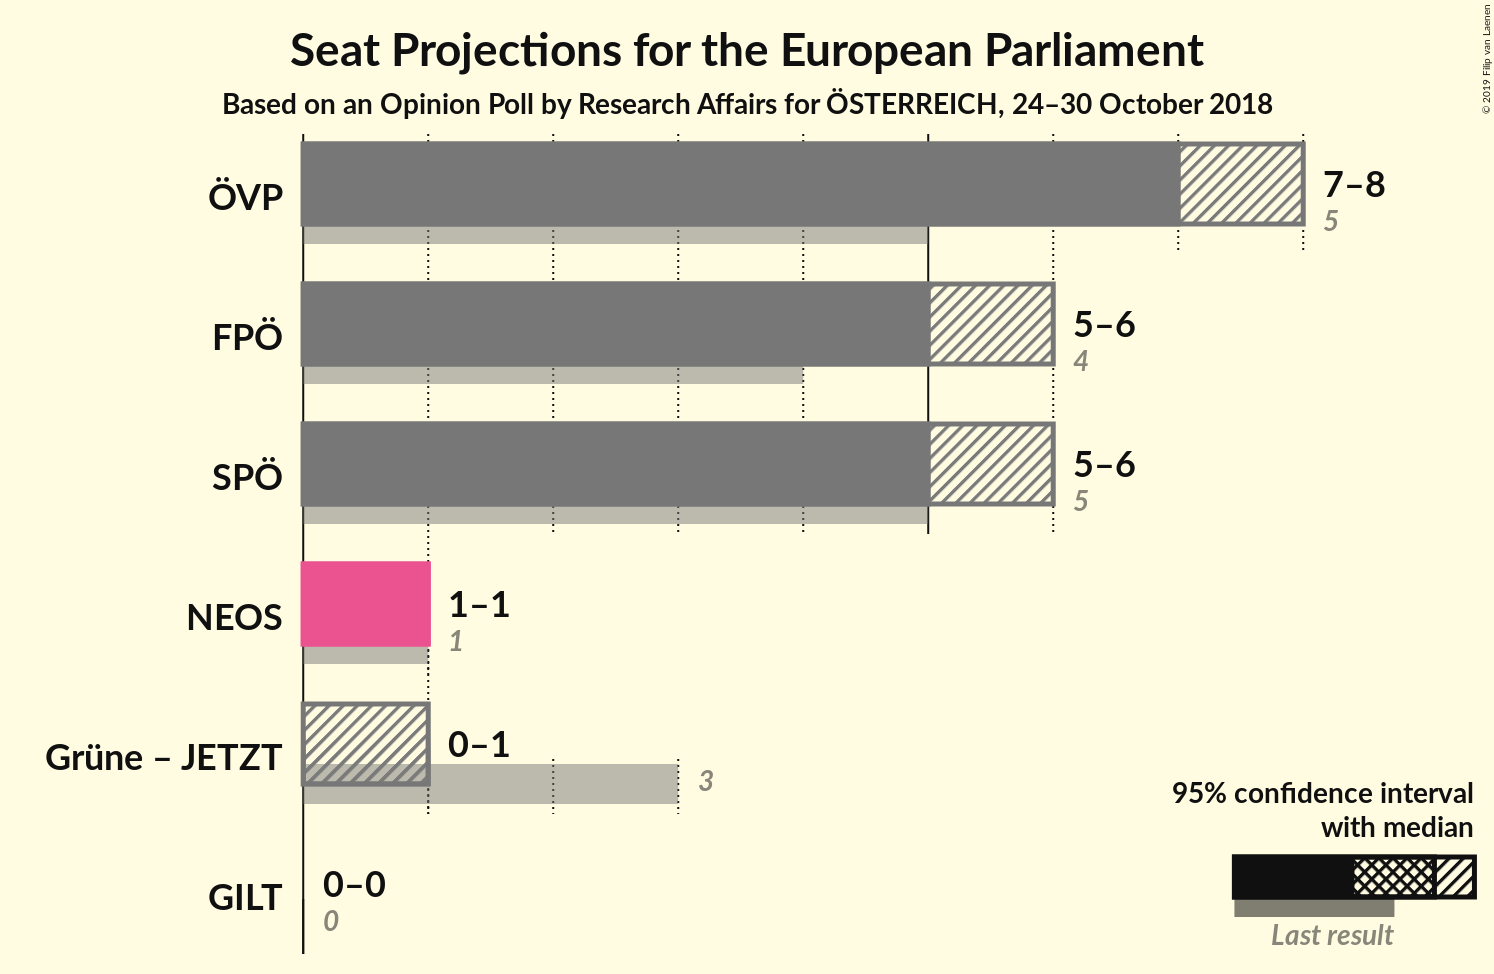 Seat Projections for the European Parliament
Based on an Opinion Poll by Research Affairs for ÖSTERREICH, 24–30 October 2018
© 2019 Filip van Laenen
ÖVP
7–8
5
FPÖ
5–6
4
SPÖ
5–6
5
NEOS
1–1
1
Grüne – JETZT
0–1
3
GILT
0–0
0
95% confidence interval
with median
Last result